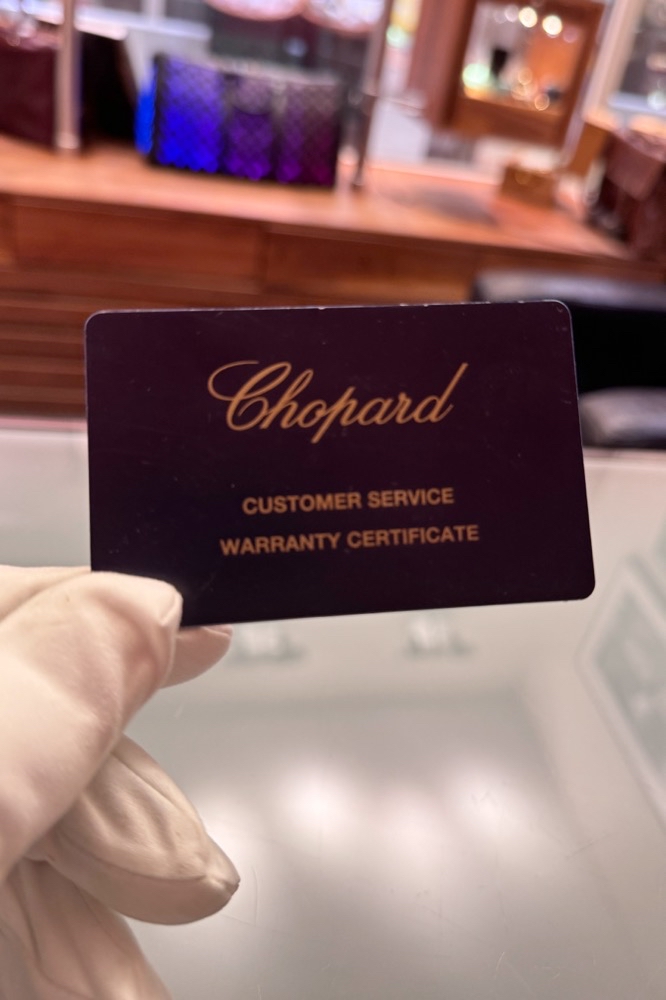 Chopard
CUSTOMER SERVICE
WARRANTY CERTIFICATE